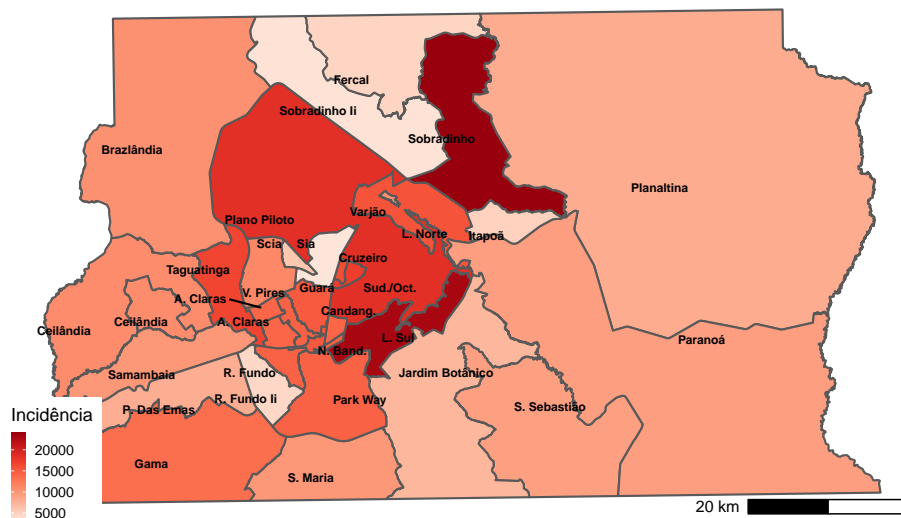 Fercal
Sobradinho Ii
Sobradinho
Brazlândia
Planaltina
Varjão
Plano Piloto
L. Norte
Itapoã
Scia
Sia
Cruzeiro
Taguatinga
Guará
Sud./Oct.
V. Pires
A. Claras
Candang.
Ceilândia
Ceilândia
A. Claras
L. Sul
Paranoá
N. Band.
Samambaia
R. Fundo
Jardim Botânico
R. Fundo Ii
Park Way
S. Sebastião
P. Das Emas
Gama
S. Maria
Incidência
20000
15000
10000
5000
20 km